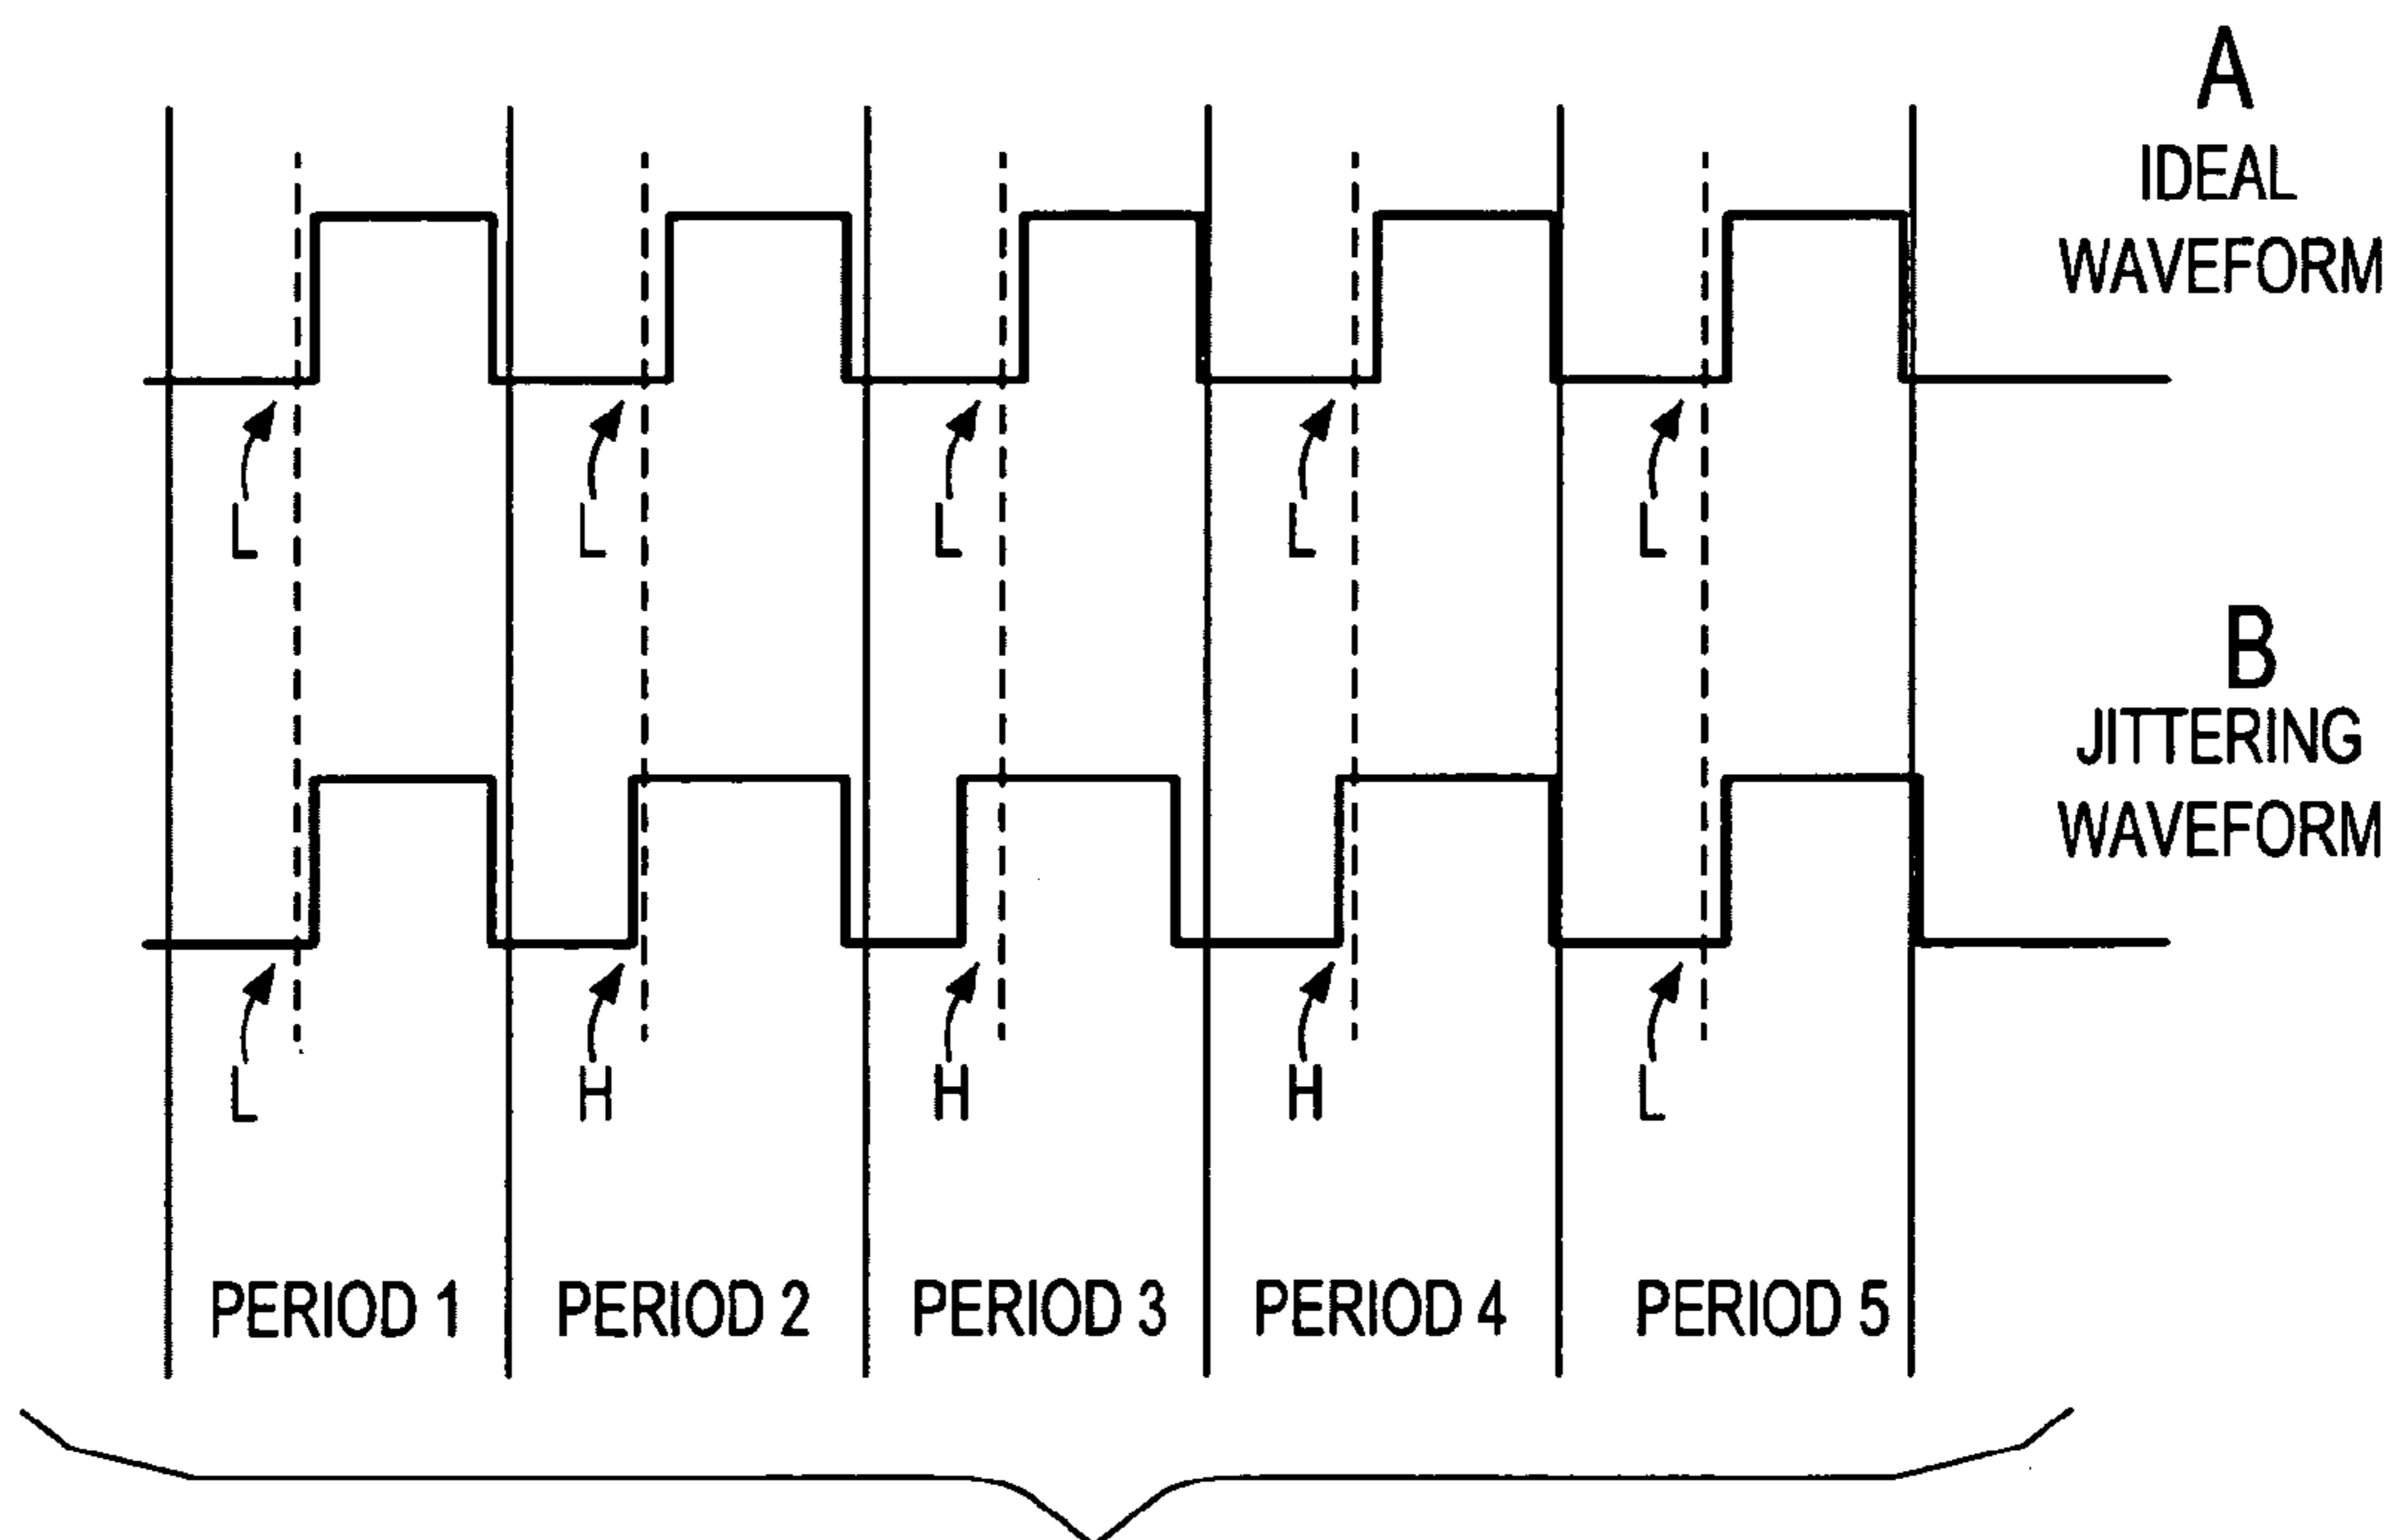 A
IDEAL
WAVEFORM
L L L L L
B
JITTERING
WAVEFORM
L H H H L
PERIOD 1 PERIOD 2 PERIOD 3 PERIOD 4 PERIOD 5